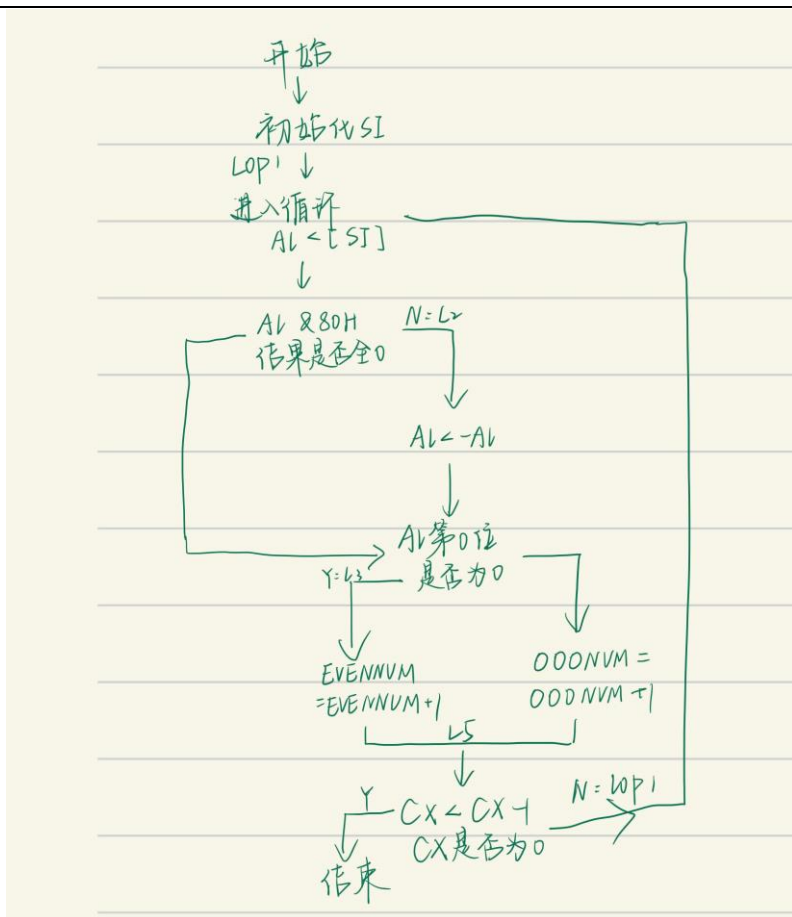 开始
初始化SI
LOP1
进入循环
AL<[SI]
AL &80H
结果是否全0
N:L2
AL<-AL
AL第0位
是否为0
Y:L3
EVENNUM
=EVENNUM+1
ODDNUM=
ODDNUM+1
L5
Y
CX<CX-1
CX是否为0
N:LOP1
结束